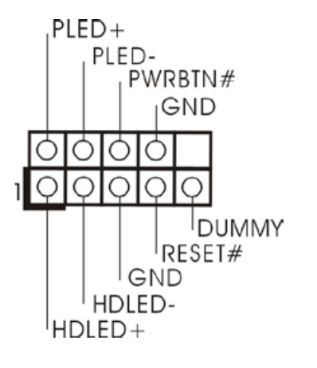 PLED+
PLED-
PWRBTN#
GND
1
DUMMY
RESET#
GND
HDLED-
HDLED+